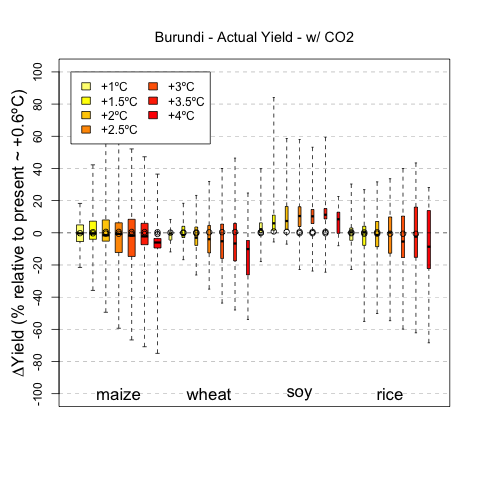 Burundi - Actual Yield - w/ CO2
ΔYield (% relative to present ~ +0.6ºC)
100
80
60
40
20
0
-20
-40
-60
-80
-100
+1ºC
+1.5ºC
+2ºC
+2.5ºC
+3ºC
+3.5ºC
+4ºC
maize wheat soy rice